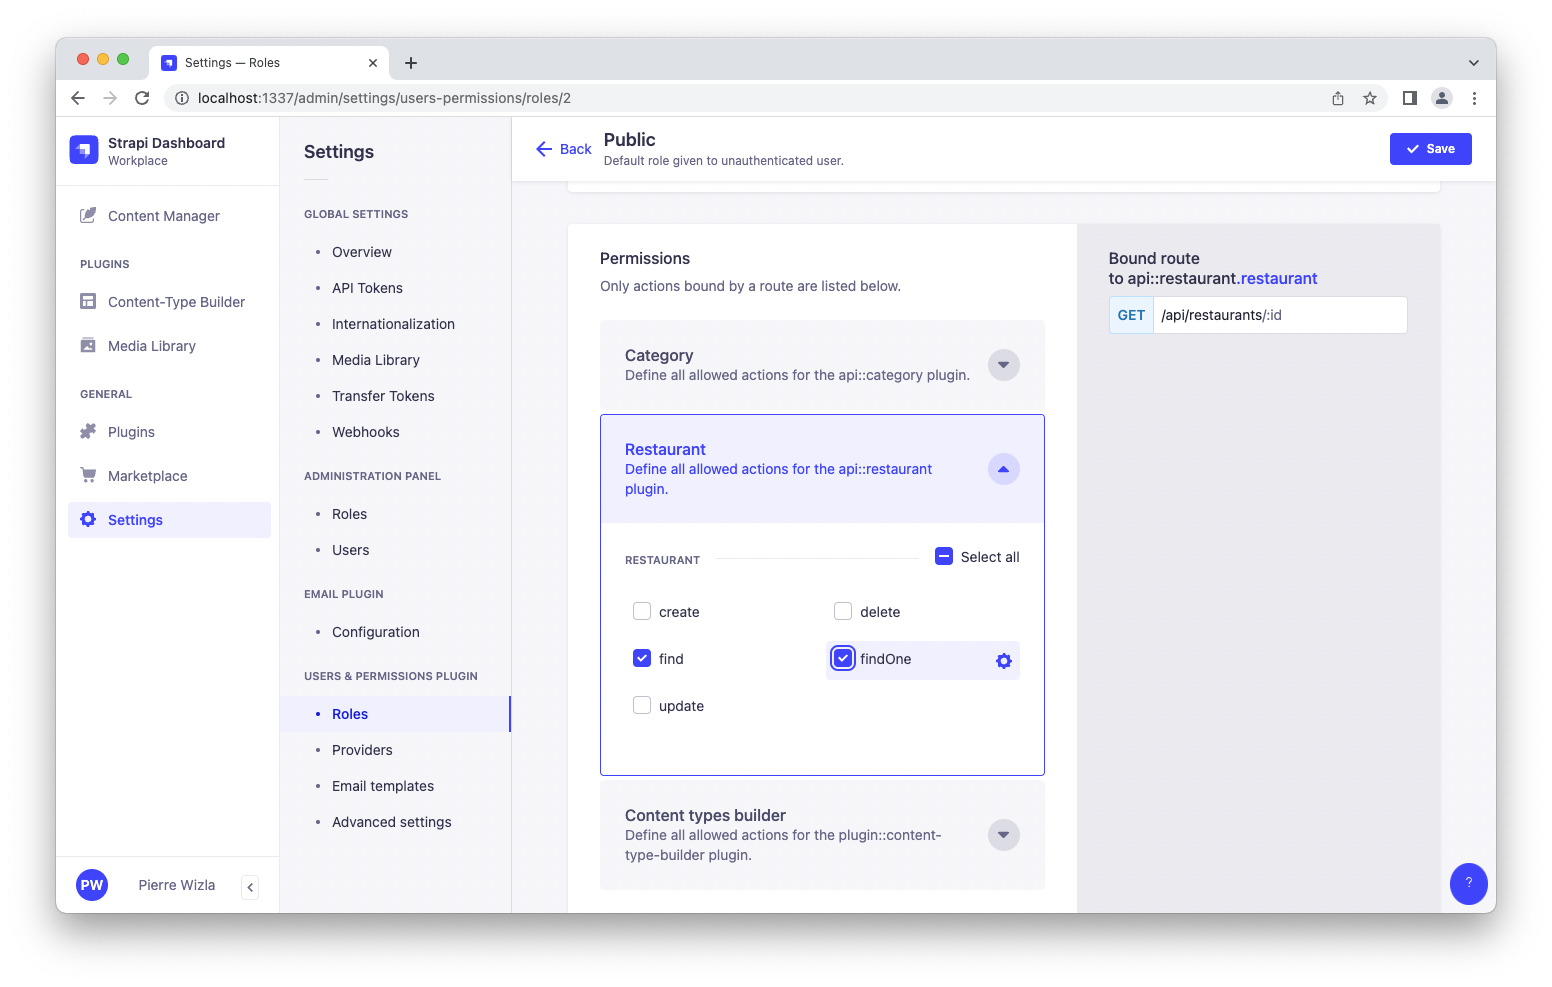 Settings — Roles
localhost:1337/admin/settings/users-permissions/roles/2
Strapi Dashboard
Workplace
Content Manager
PLUGINS
Content-Type Builder
Media Library
GENERAL
Plugins
Marketplace
Settings
PW
Pierre Wizla
Settings
GLOBAL SETTINGS
Overview
API Tokens
Internationalization
Media Library
Transfer Tokens
Webhooks
ADMINISTRATION PANEL
Roles
Users
EMAIL PLUGIN
Configuration
USERS & PERMISSIONS PLUGIN
Roles
Providers
Email templates
Advanced settings
Back
Public
Default role given to unauthenticated user.
Save
Permissions
Only actions bound by a route are listed below.
Category
Define all allowed actions for the api::category plugin.
Restaurant
Define all allowed actions for the api::restaurant
plugin.
RESTAURANT
Select all
create
delete
find
findOne
update
Content types builder
Define all allowed actions for the plugin::content-
type-builder plugin.
Bound route
to api::restaurant.restaurant
GET /api/restaurants/:id
?